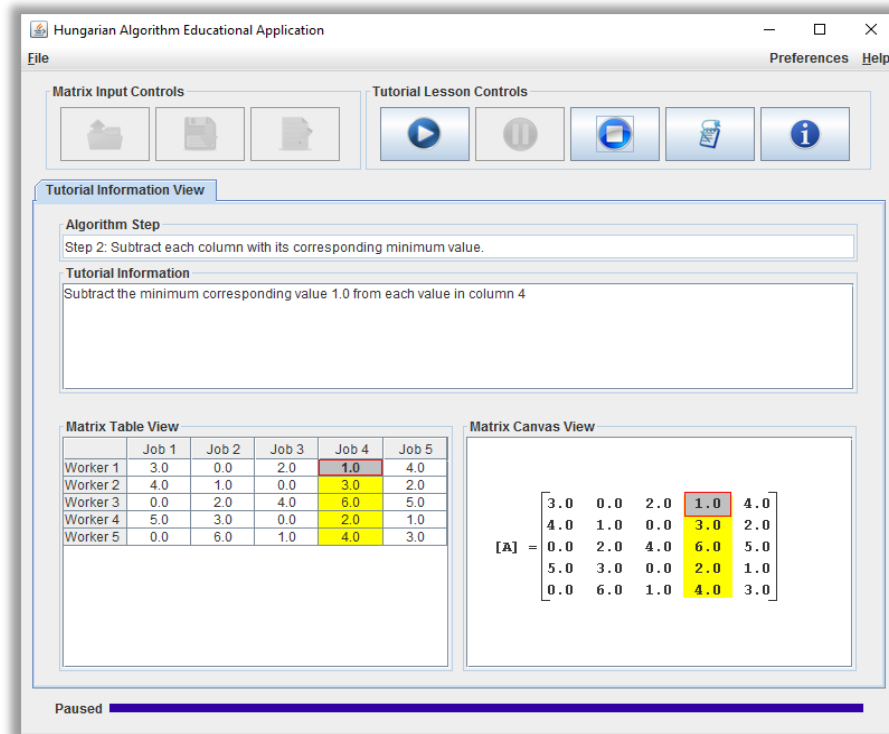 Hungarian Algorithm Educational Application
File Preferences Help
Matrix Input Controls Tutorial Lesson Controls
Tutorial Information View
Algorithm Step
Step 2: Subtract each column with its corresponding minimum value.
Tutorial Information
Subtract the minimum corresponding value 1.0 from each value in column 4
Matrix Table View
Job 1 Job 2 Job 3 Job 4 Job 5
Worker 1 3.0 0.0 2.0 1.0 4.0
Worker 2 4.0 1.0 0.0 3.0 2.0
Worker 3 0.0 2.0 4.0 6.0 5.0
Worker 4 5.0 3.0 0.0 2.0 1.0
Worker 5 0.0 6.0 1.0 4.0 3.0
Matrix Canvas View
3.0 0.0 2.0 1.0 4.0
4.0 1.0 0.0 3.0 2.0
[A] = 0.0 2.0 4.0 6.0 5.0
5.0 3.0 0.0 2.0 1.0
0.0 6.0 1.0 4.0 3.0
Paused